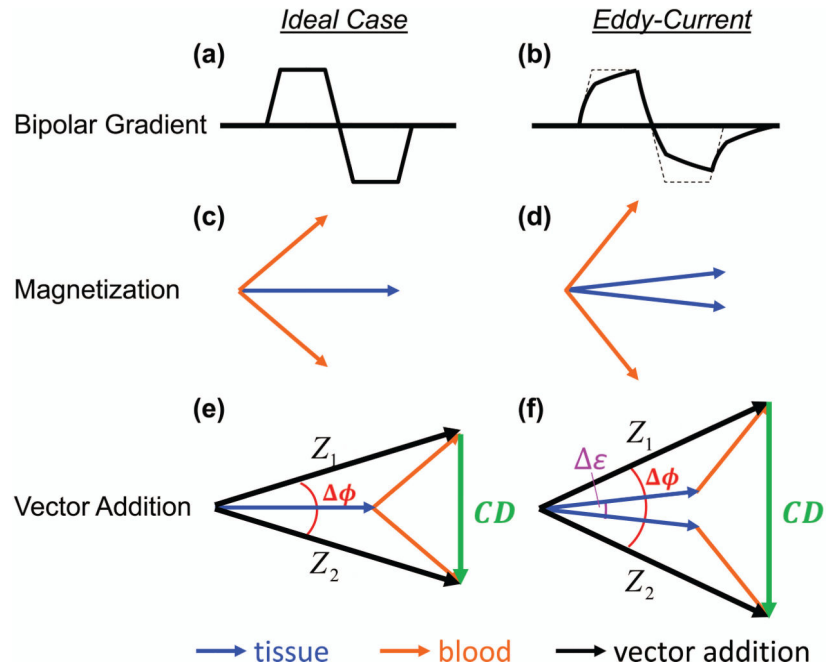 Ideal Case Eddy-Current
(a) (b)
Bipolar Gradient
(c) (d)
Magnetization
(e) (f)
Z1 Δϕ Z2 CD
Z1 Δε Δϕ Z2 CD
Vector Addition
tissue blood vector addition